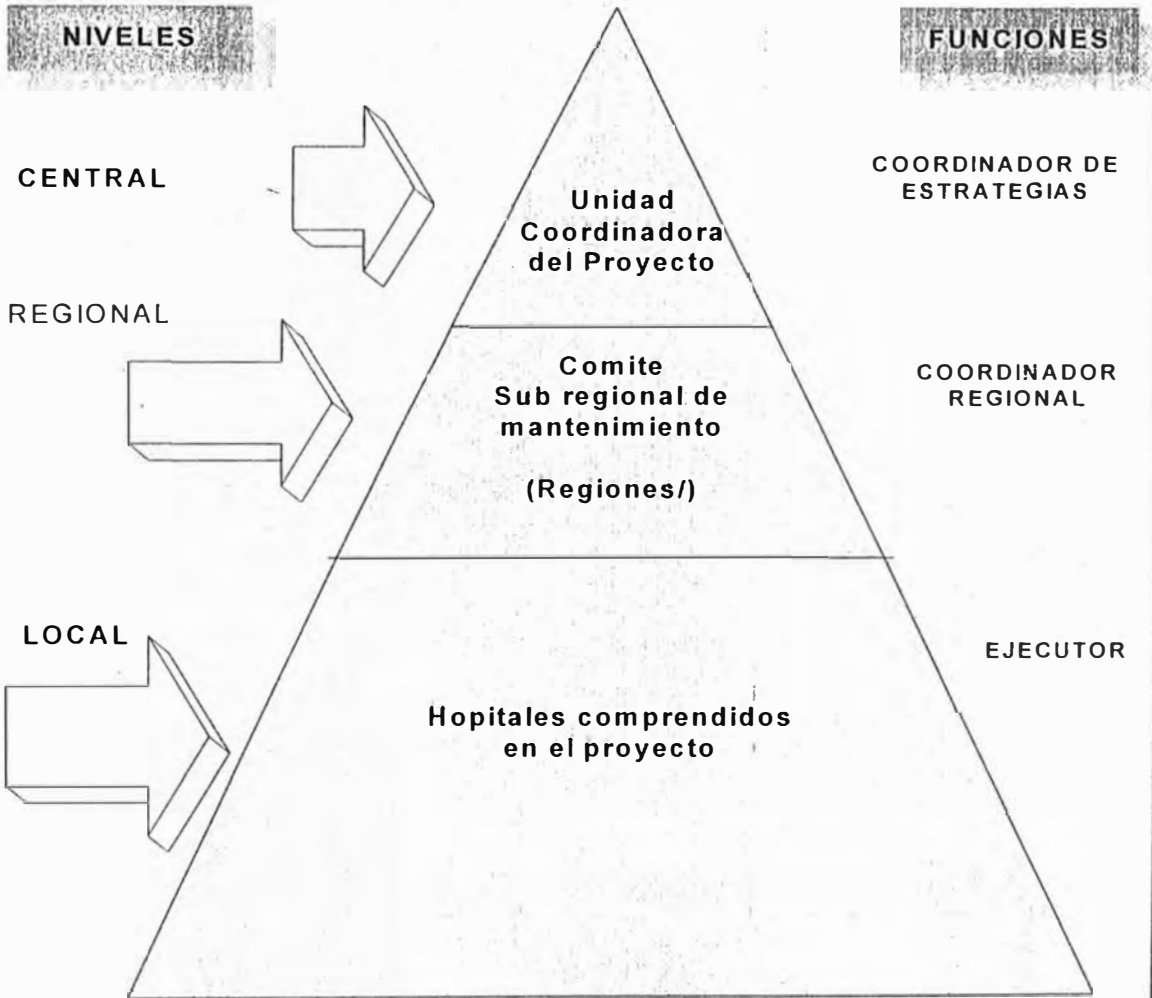 NIVELES
FUNCIONES
CENTRAL
Unidad
Coordinadora
del Proyecto
COORDINADOR DE
ESTRATEGIAS
REGIONAL
Comite
Sub regional de
mantenimiento
(Regiones/)
COORDINADOR
REGIONAL
LOCAL
Hopitales comprendidos
en el proyecto
EJECUTOR